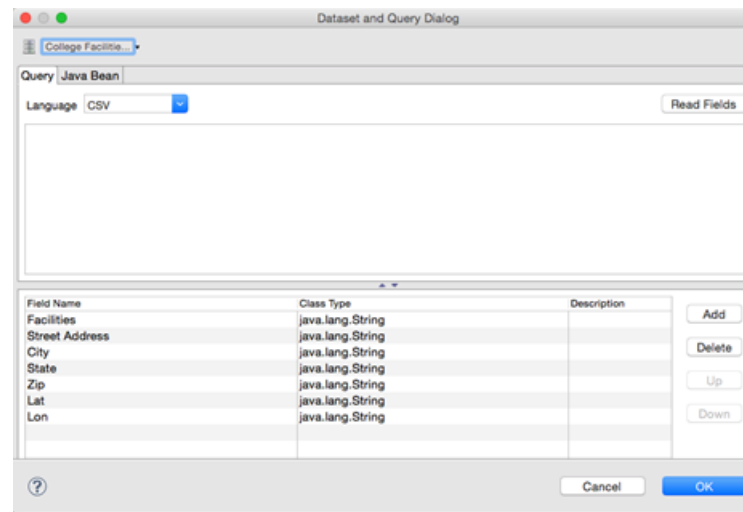 Dataset and Query Dialog
College Facilitie...
Query Java Bean
Language CSV Read Fields
Field Name Class Type Description
Facilities java.lang.String
Street Address java.lang.String
City java.lang.String
State java.lang.String
Zip java.lang.String
Lat java.lang.String
Lon java.lang.String
Add
Delete
Up
Down
? Cancel OK